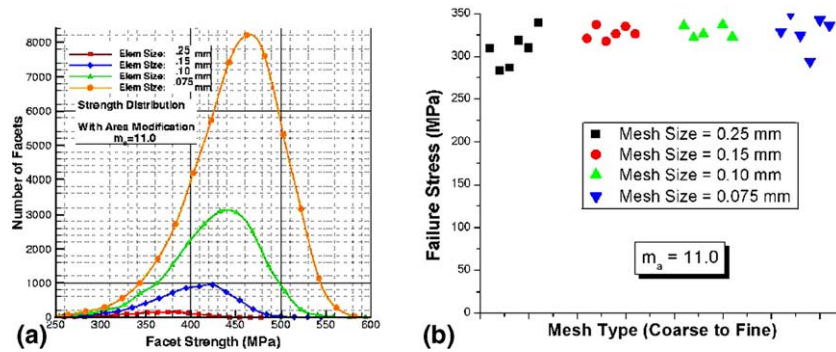 8000
7000
6000
5000
4000
3000
2000
1000
0
Number of Facets
Elem Size: .25 mm
Elem Size: .15 mm
Elem Size: .10 mm
Elem Size: .075 mm
Strength Distribution
With Area Modification
ma=11.0
250 300 350 400 450 500 550 600
Facet Strength (MPa)
(a)
350
300
250
200
150
100
50
0
Failure Stress (MPa)
Mesh Size = 0.25 mm
Mesh Size = 0.15 mm
Mesh Size = 0.10 mm
Mesh Size = 0.075 mm
ma = 11.0
Mesh Type (Coarse to Fine)
(b)